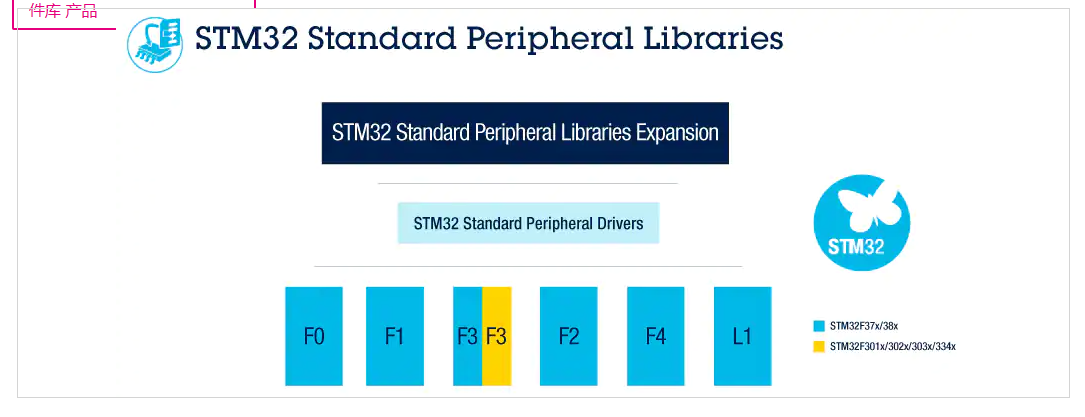 件库 产品
STM32 Standard Peripheral Libraries
STM32 Standard Peripheral Libraries Expansion
STM32 Standard Peripheral Drivers
STM32
F0 F1 F3 F3 F2 F4 L1
STM32F37x/38x
STM32F301x/302x/303x/334x